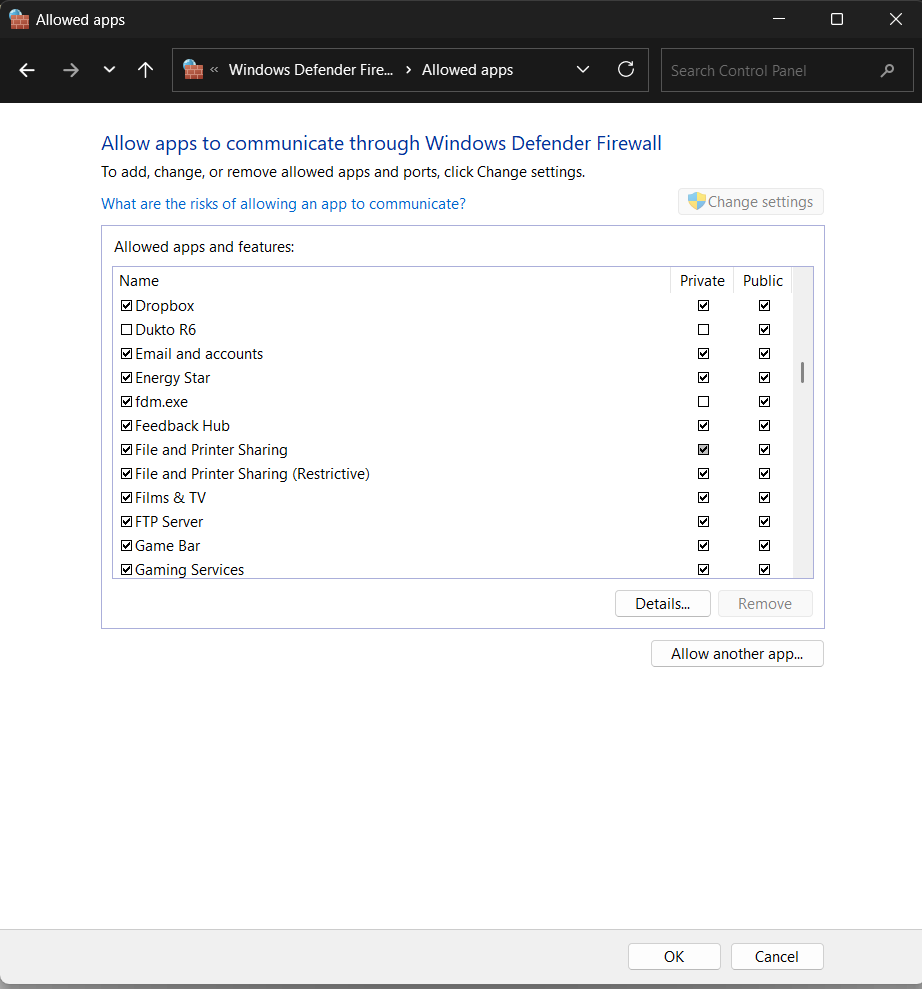 Allowed apps
« Windows Defender Fire... › Allowed apps
Search Control Panel
Allow apps to communicate through Windows Defender Firewall
To add, change, or remove allowed apps and ports, click Change settings.
What are the risks of allowing an app to communicate?
Change settings
Allowed apps and features:
Name Private Public
Dropbox
Dukto R6
Email and accounts
Energy Star
fdm.exe
Feedback Hub
File and Printer Sharing
File and Printer Sharing (Restrictive)
Films & TV
FTP Server
Game Bar
Gaming Services
Details... Remove
Allow another app...
OK Cancel